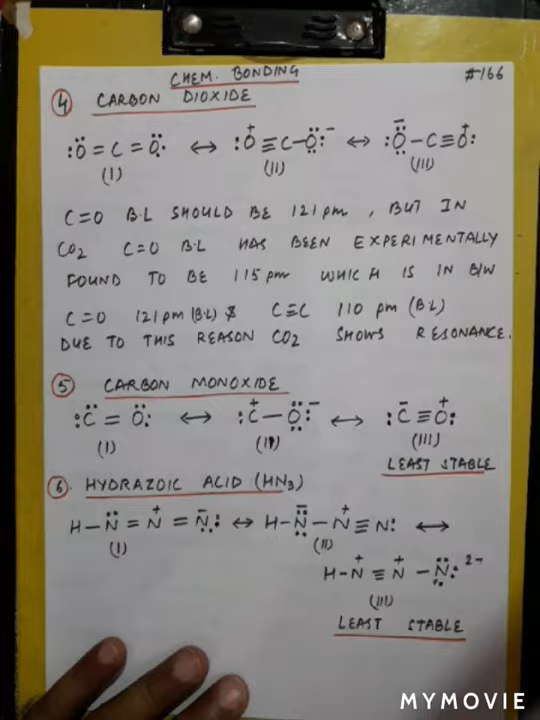 CHEM. BONDING #166
④ CARBON DIOXIDE
:Ö=C=Ö: ↔ :O⁺≡C-Ö:⁻ ↔ :Ö⁻-C≡O⁺:
(I) (II) (III)
C=O B.L SHOULD BE 121 pm, BUT IN
CO2 C=O B.L HAS BEEN EXPERIMENTALLY
FOUND TO BE 115 pm WHICH IS IN B/W
C=O 121 pm (B.L) & C≡C 110 pm (B.L)
DUE TO THIS REASON CO2 SHOWS RESONANCE.
⑤ CARBON MONOXIDE
:C̈=Ö: ↔ :C⁺-Ö:⁻ ↔ :C⁻≡O⁺:
(I) (II) (III)
LEAST STABLE
⑥. HYDRAZOIC ACID (HN3)
H-N̈=N⁺=N̈⁻: ↔ H-N̈⁻-N⁺≡N: ↔
(I) (II)
H-N⁺≡N⁺-N̈:²⁻
(III)
LEAST STABLE
MYMOVIE